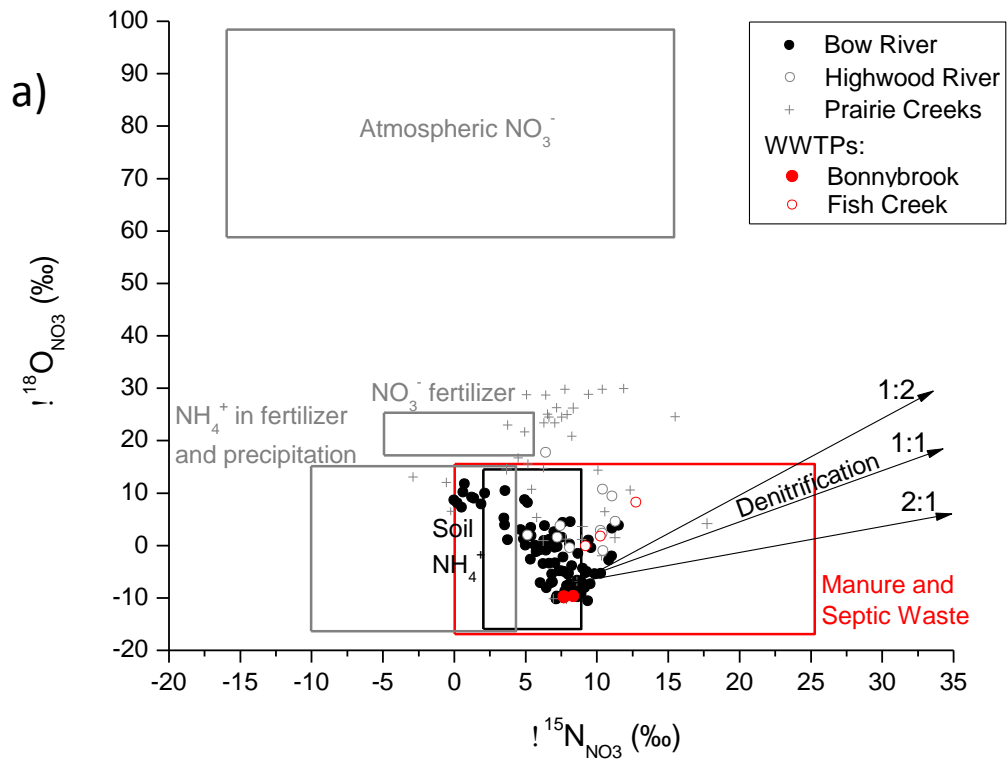 a)
100
90
80
70
60
50
40
30
20
10
0
-10
-20
! ¹⁸O_NO3 (‰)
Atmospheric NO₃⁻
Bow River
Highwood River
Prairie Creeks
WWTPs:
Bonnybrook
Fish Creek
NO₃⁻ fertilizer
NH₄⁺ in fertilizer
and precipitation
Soil
NH₄⁺
1:2
1:1
2:1
Denitrification
Manure and
Septic Waste
-20 -15 -10 -5 0 5 10 15 20 25 30 35
! ¹⁵N_NO3 (‰)